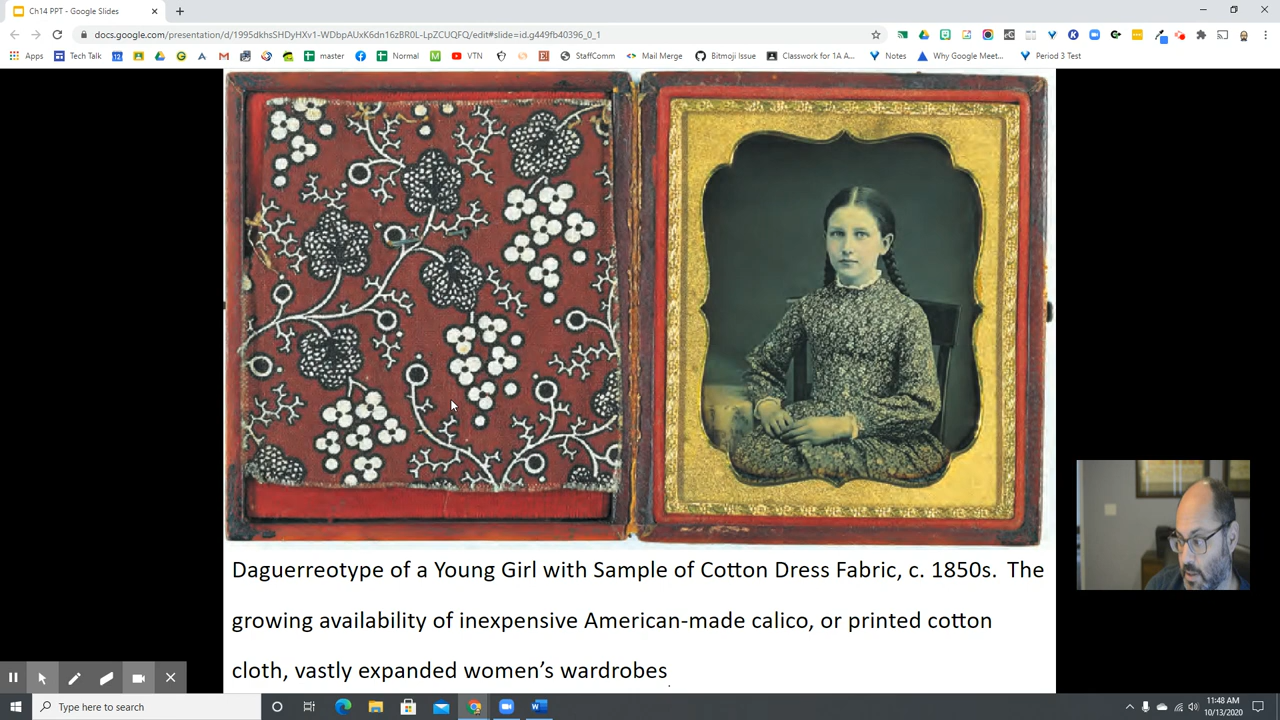 Ch14 PPT - Google Slides
docs.google.com/presentation/d/1995dkhsSHDyHXv1-WDbpAUxK6dn16zBR0L-LpZCUQFQ/edit#slide=id.g449fb40396_0_1
Apps Tech Talk master Normal VTN StaffComm Mail Merge Bitmoji Issue Classwork for 1A A... Why Google Meet... Notes Period 3 Test
Daguerreotype of a Young Girl with Sample of Cotton Dress Fabric, c. 1850s. The
growing availability of inexpensive American-made calico, or printed cotton
cloth, vastly expanded women’s wardrobes
Type here to search
11:48 AM
10/13/2020